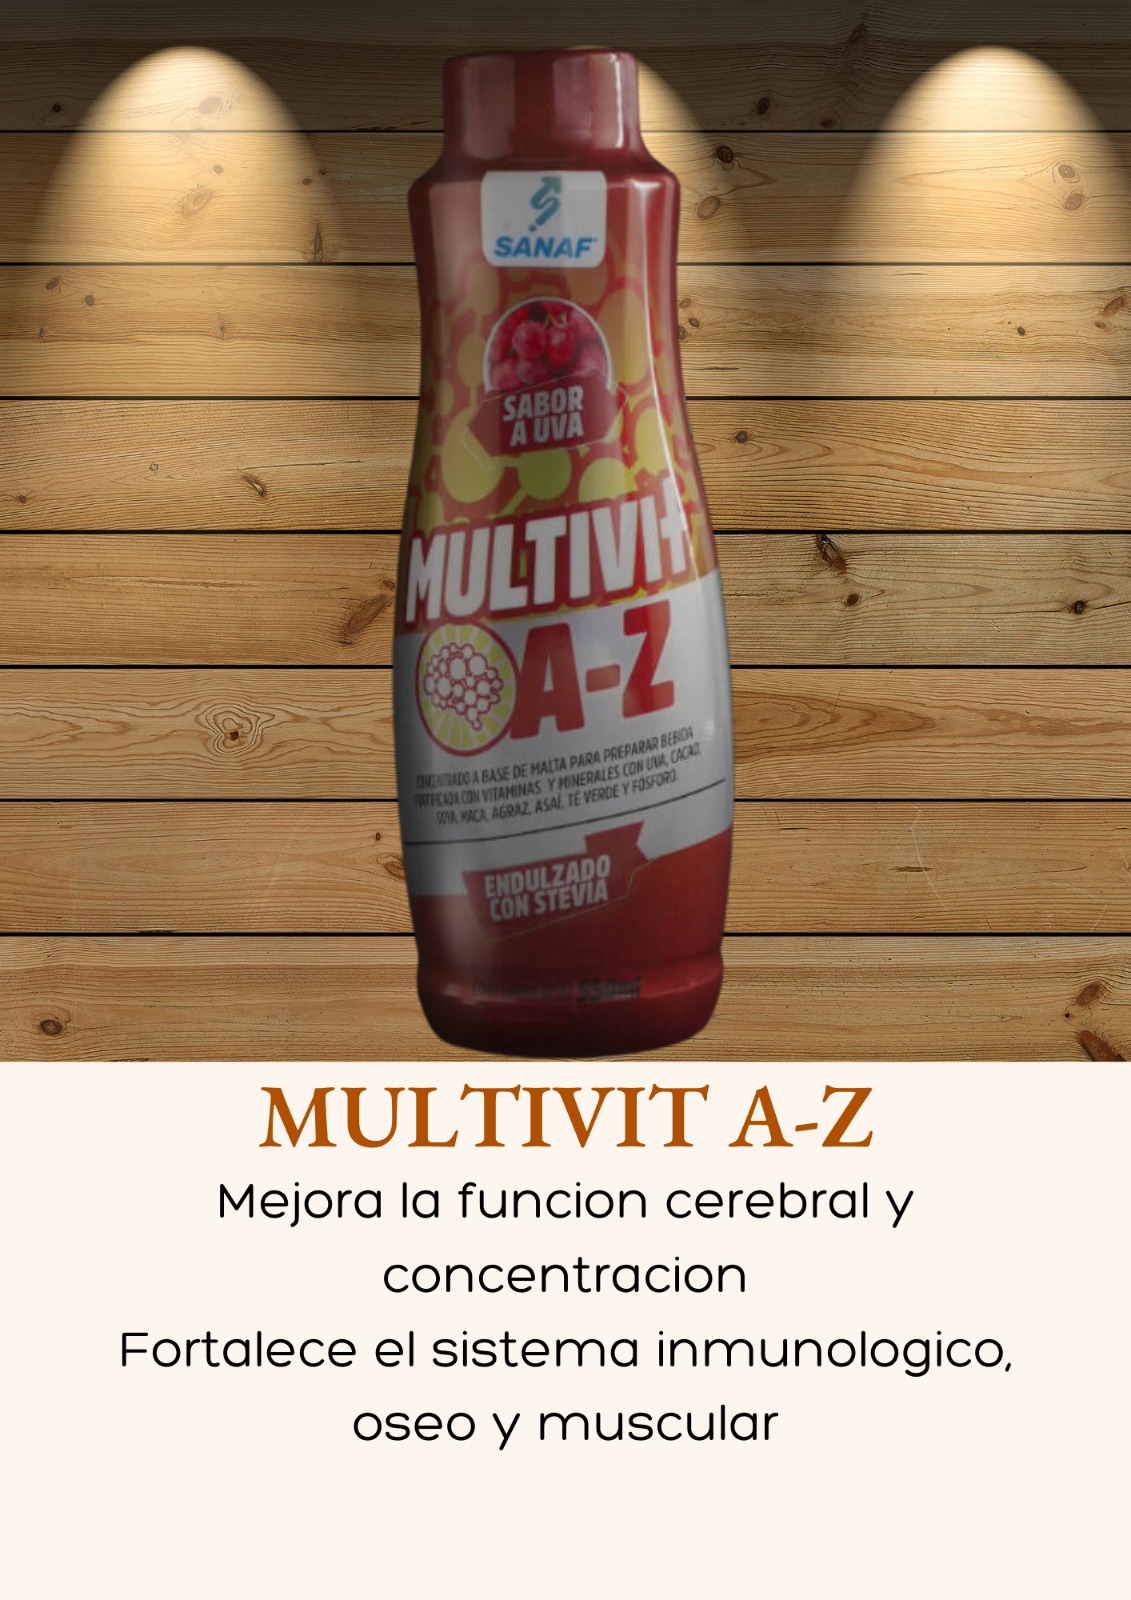 SANAF
SABOR
A UVA
MULTIVIT
A-Z
CONCENTRADO A BASE DE MALTA PARA PREPARAR BEBIDA
FORTIFICADA CON VITAMINAS Y MINERALES CON UVA, CACAO,
SOYA, MACA, AGRAZ, ASAÍ, TÉ VERDE Y FÓSFORO.
ENDULZADO
CON STEVIA
550ml
MULTIVIT A-Z
Mejora la funcion cerebral y
concentracion
Fortalece el sistema inmunologico,
oseo y muscular